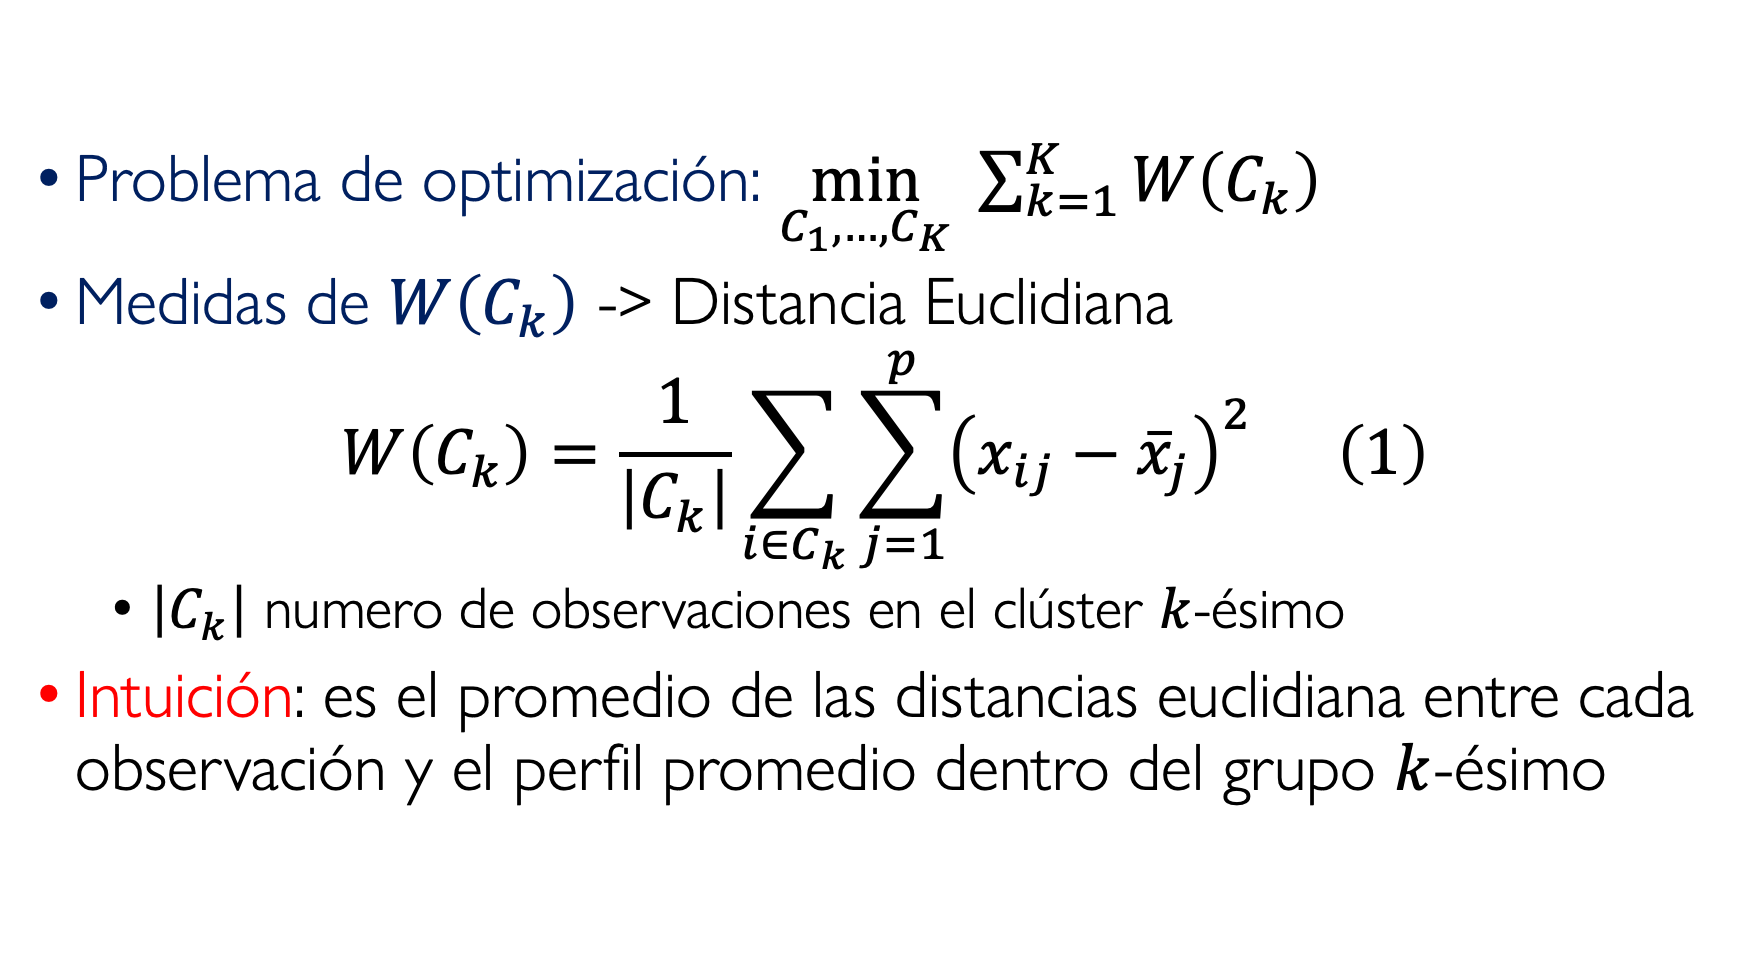 • Problema de optimización: min_{C₁,…,C_K} ∑_{k=1}^{K} W(C_k)
• Medidas de W(C_k) -> Distancia Euclidiana
W(C_k) = \frac{1}{|C_k|} ∑_{i∈C_k} ∑_{j=1}^{p} (x_{ij} − x̄_j)² (1)
• |C_k| numero de observaciones en el clúster k-ésimo
• Intuición: es el promedio de las distancias euclidiana entre cada
observación y el perfil promedio dentro del grupo k-ésimo